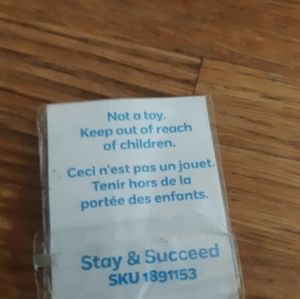 Not a toy.
Keep out of reach
of children.
Ceci n'est pas un jouet.
Tenir hors de la
portée des enfants.
Stay & Succeed
SKU 1891153